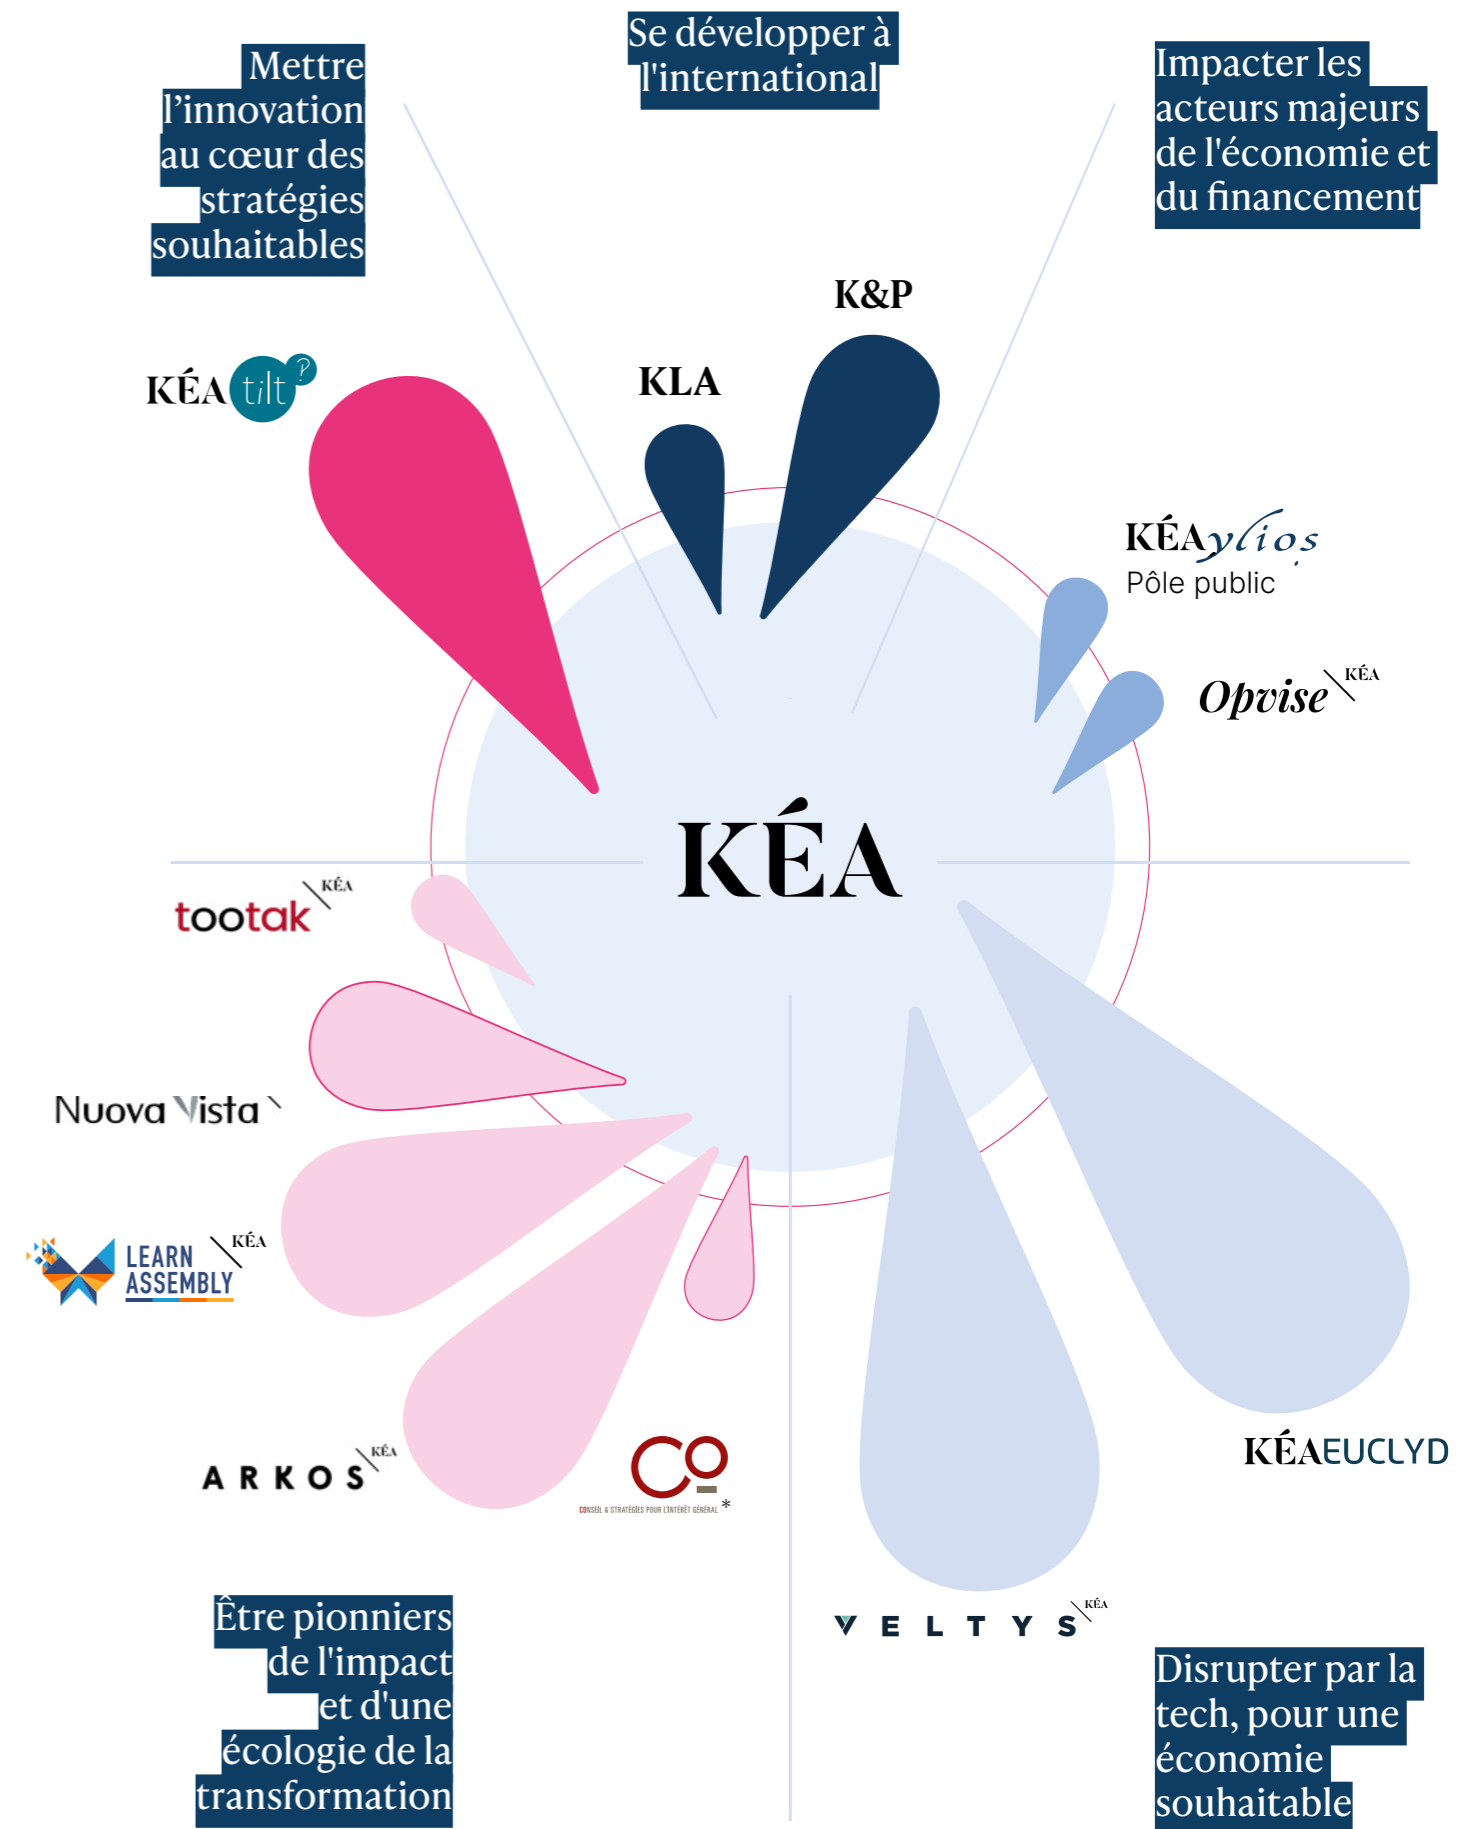 Mettre
l’innovation
au cœur des
stratégies
souhaitables
Se développer à
l'international
Impacter les
acteurs majeurs
de l'économie et
du financement
K&P
KLA
KÉA tilt?
KÉAylios
Pôle public
Opvise KÉA
KÉA
tootak KÉA
Nuova Vista
LEARN
ASSEMBLY
KÉA
ARKOS KÉA
CO
CONSEIL & STRATÉGIES POUR L'INTÉRÊT GÉNÉRAL *
KÉAEUCLYD
VELTYS KÉA
Être pionniers
de l'impact
et d'une
écologie de la
transformation
Disrupter par la
tech, pour une
économie
souhaitable